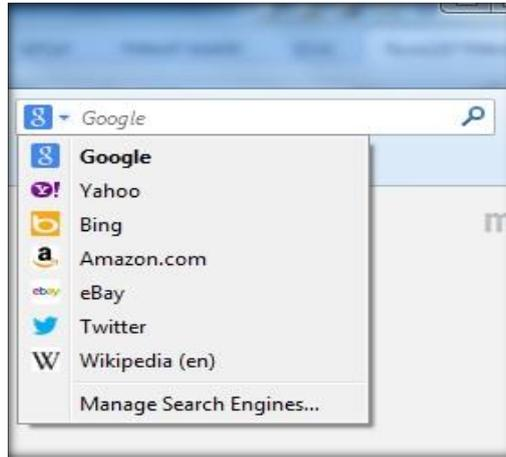 Google
Google
Yahoo
Bing
Amazon.com
eBay
Twitter
Wikipedia (en)
Manage Search Engines...